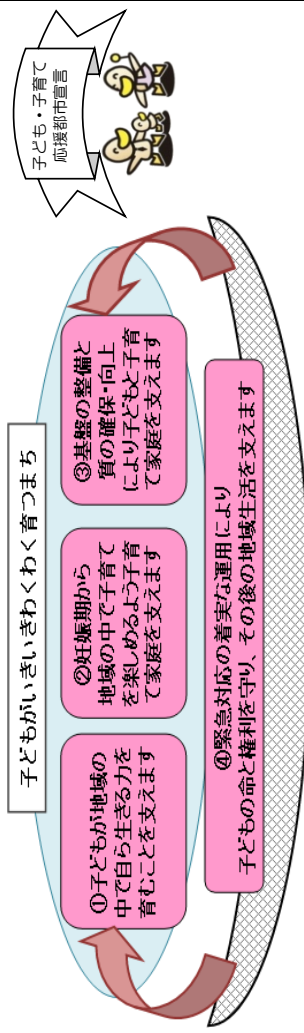 子ども・子育て
応援都市宣言
子どもがいきいきわくわく育つまち
①子どもが地域の
中で自ら生きる力を
育むことを支えます
②妊娠期から
地域の中で子育て
を楽しめるよう子育
て家庭を支えます
③基盤の整備と
質の確保・向上
により子どもと子育
て家庭を支えます
④緊急対応の着実な運用により
子どもの命と権利を守り、その後の地域生活を支えます